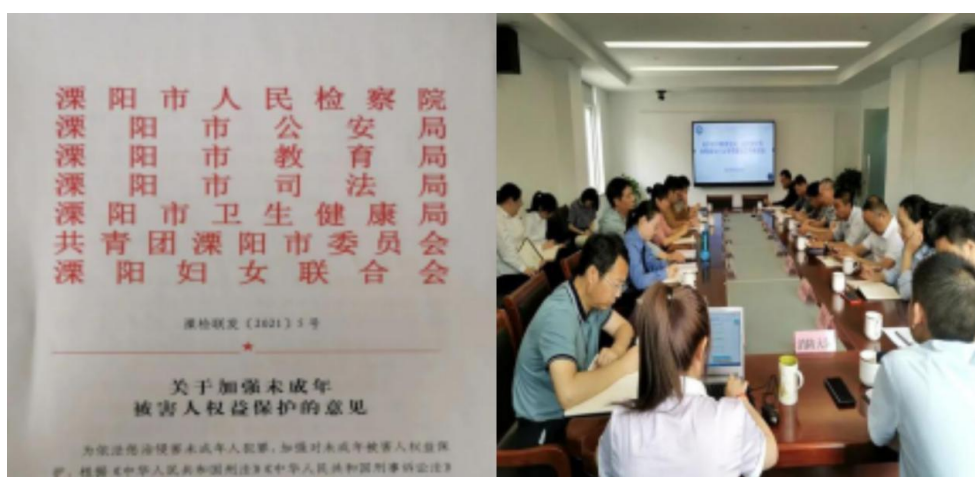 溧阳市人民检察院
溧阳市公安局
溧阳市教育局
溧阳市司法局
溧阳市卫生健康局
共青团溧阳市委员会
溧阳妇女联合会
溧检联发〔2021〕5号
关于加强未成年
被害人权益保护的意见
为依法惩治侵害未成年人犯罪,加强对未成年被害人权益保
护,根据《中华人民共和国刑法》《中华人民共和国刑事诉讼法》
消防大